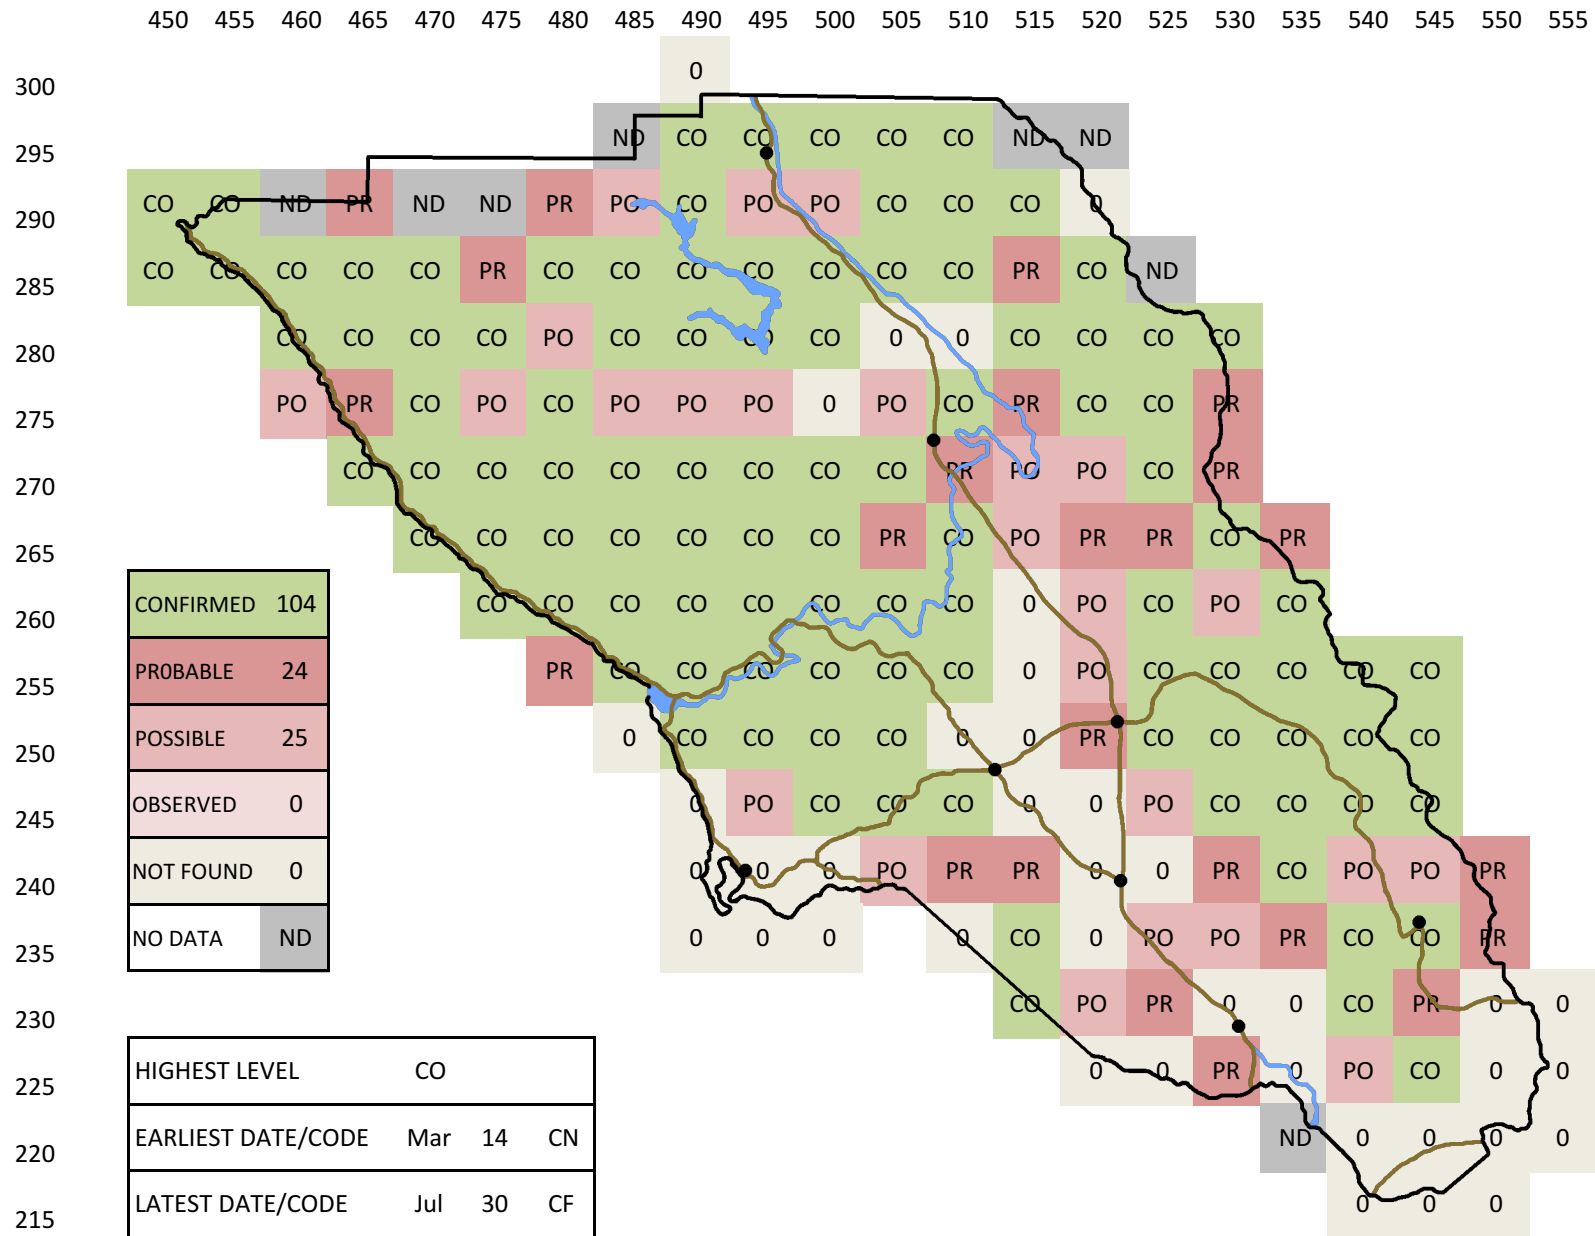 450 455 460 465 470 475 480 485 490 495 500 505 510 515 520 525 530 535 540 545 550 555
0
300
ND CO CO CO CO CO ND ND
295
CO CO ND PR ND ND PR PO CO PO PO CO CO CO 0
290
CO CO CO CO CO PR CO CO CO CO CO CO CO PR CO ND
285
CO CO CO CO PO CO CO CO CO 0 0 CO CO CO CO
280
PO PR CO PO CO PO PO PO 0 PO CO PR CO CO PR
275
CO CO CO CO CO CO CO CO CO PR PO PO CO PR
270
CO CO CO CO CO CO CO PR CO PO PR PR CO PR
265
CO CO CO CO CO CO CO CO 0 PO CO PO CO
CONFIRMED 104
260
PR CO CO CO CO CO CO 0 PO CO CO CO CO CO
PR0BABLE 24
255
0 CO CO CO CO 0 0 PR CO CO CO CO CO
POSSIBLE 25
250
0 PO CO CO CO 0 0 PO CO CO CO CO
OBSERVED 0
245
0 0 0 PO PR PR 0 0 PR CO PO PO PR
NOT FOUND 0
240
0 0 0 0 CO 0 PO PO PR CO CO PR
NO DATA ND
235
CO PO PR 0 0 CO PR 0 0
230
0 0 PR 0 PO CO 0 0
HIGHEST LEVEL CO
225
ND 0 0 0 0
EARLIEST DATE/CODE Mar 14 CN
220
0 0 0
LATEST DATE/CODE Jul 30 CF
215